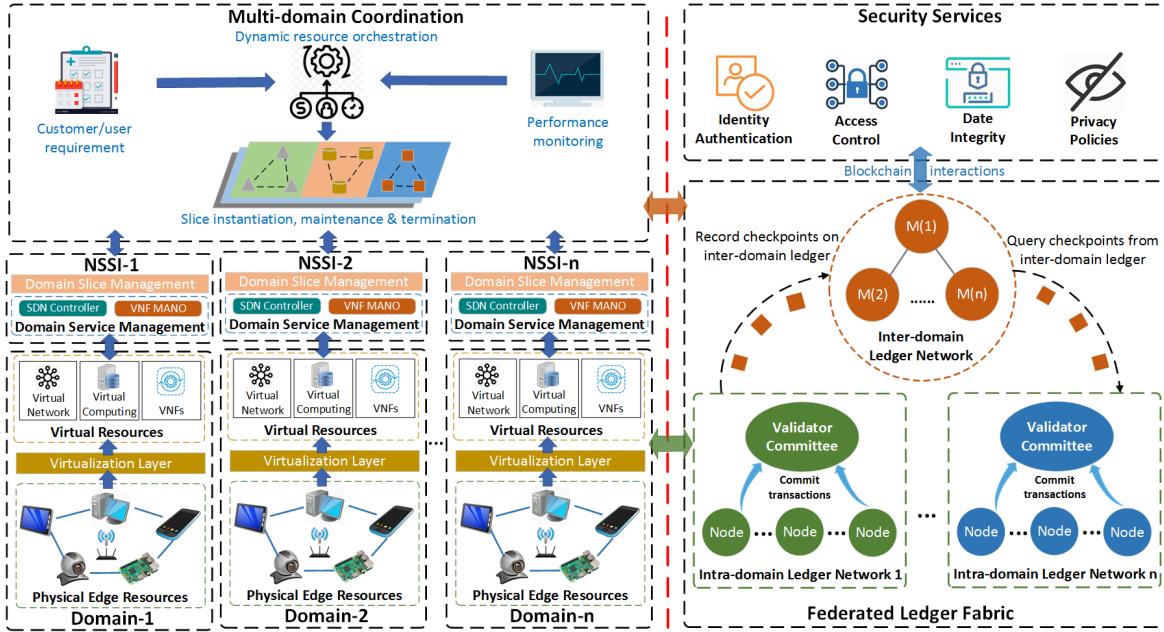 Multi-domain Coordination
Dynamic resource orchestration
Customer/user
requirement
Performance
monitoring
S
A
Slice instantiation, maintenance & termination
NSSI-1
Domain Slice Management
SDN Controller
VNF MANO
Domain Service Management
Virtual
Network
Virtual
Computing
VNFs
Virtual Resources
Virtualization Layer
Physical Edge Resources
Domain-1
NSSI-2
Domain Slice Management
SDN Controller
VNF MANO
Domain Service Management
Virtual
Network
Virtual
Computing
VNFs
Virtual Resources
Virtualization Layer
Physical Edge Resources
Domain-2
...
NSSI-n
Domain Slice Management
SDN Controller
VNF MANO
Domain Service Management
Virtual
Network
Virtual
Computing
VNFs
Virtual Resources
Virtualization Layer
Physical Edge Resources
Domain-n
Security Services
Identity
Authentication
Access
Control
Date
Integrity
Privacy
Policies
Blockchain interactions
Record checkpoints on
inter-domain ledger
M(1)
M(2)
......
M(n)
Inter-domain
Ledger Network
Query checkpoints from
inter-domain ledger
Validator
Committee
Commit
transactions
Node ... Node ... Node
Intra-domain Ledger Network 1
...
Validator
Committee
Commit
transactions
Node ... Node ... Node
Intra-domain Ledger Network n
Federated Ledger Fabric